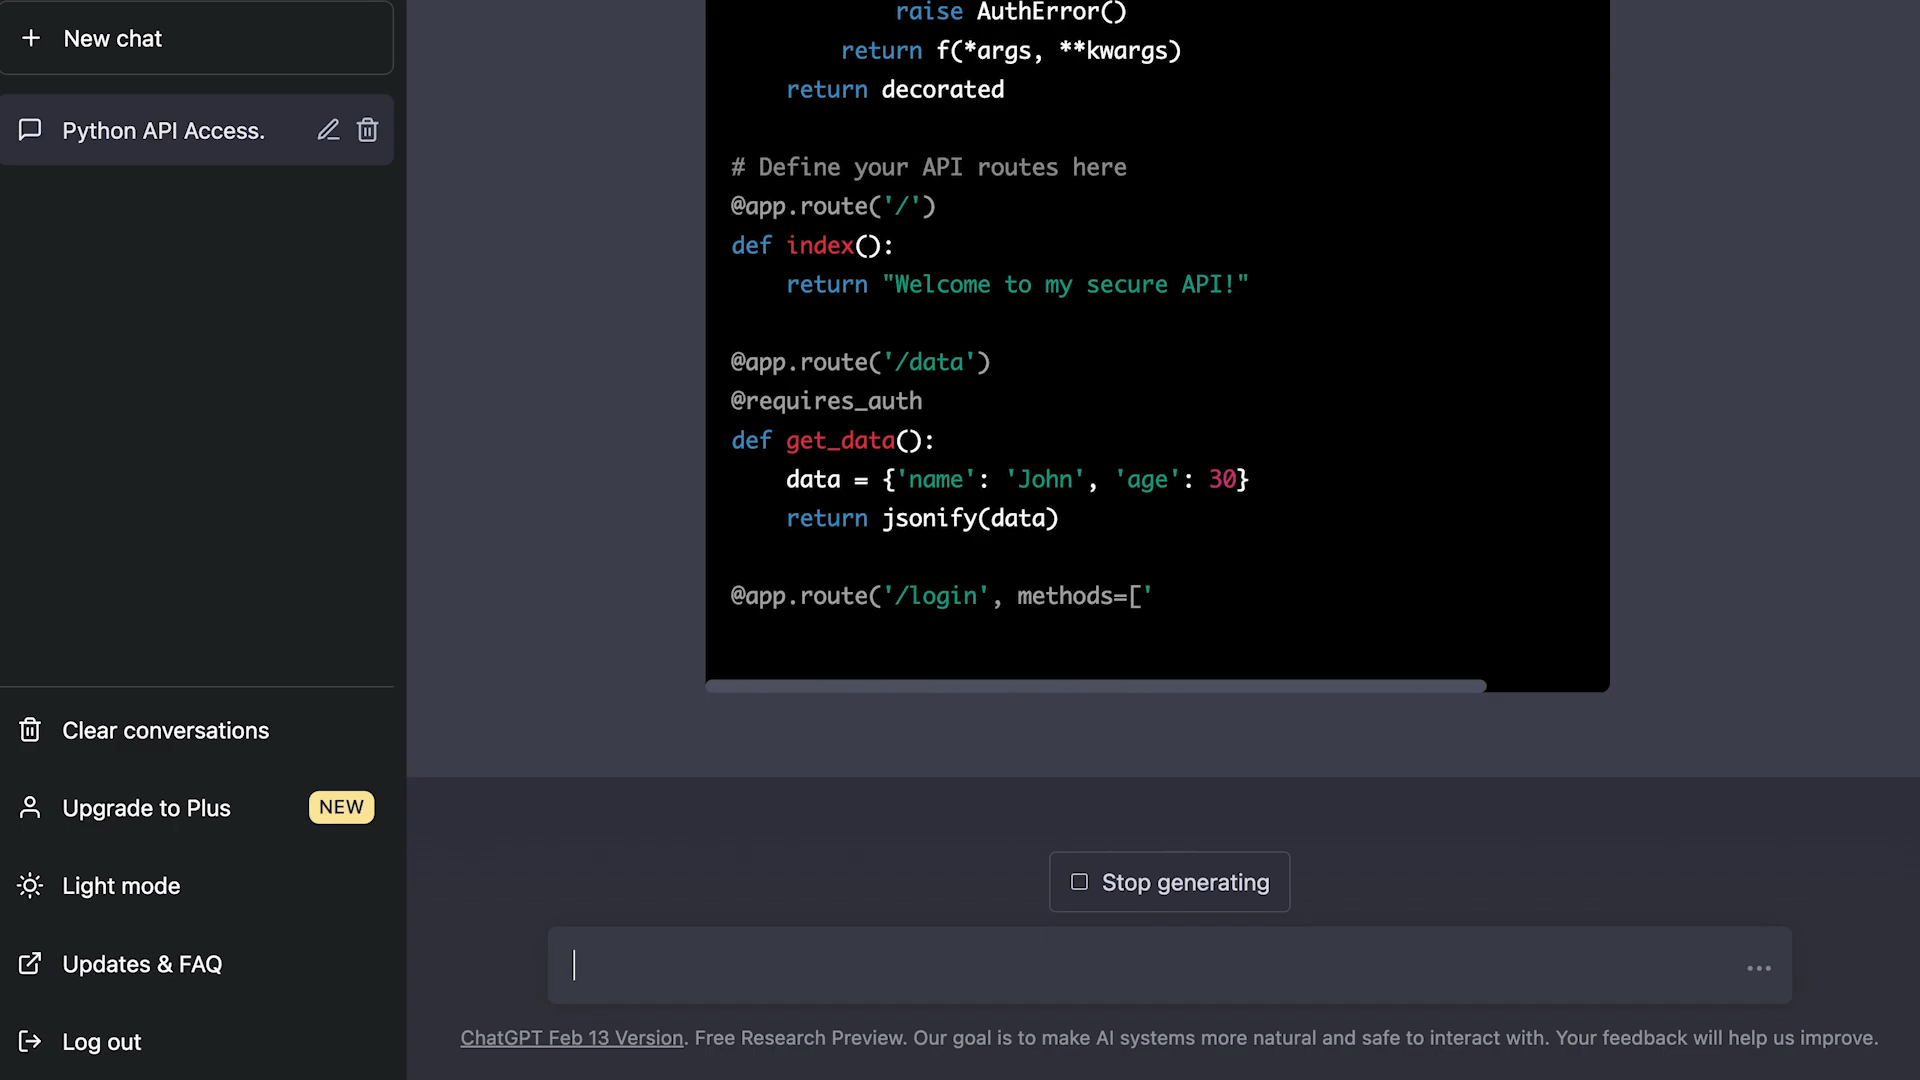 New chat
Python API Access.
Clear conversations
Upgrade to Plus
NEW
Light mode
Updates & FAQ
Log out
            raise AuthError()
        return f(*args, **kwargs)
    return decorated

# Define your API routes here
@app.route('/')
def index():
    return "Welcome to my secure API!"

@app.route('/data')
@requires_auth
def get_data():
    data = {'name': 'John', 'age': 30}
    return jsonify(data)

@app.route('/login', methods=['
Stop generating
ChatGPT Feb 13 Version. Free Research Preview. Our goal is to make AI systems more natural and safe to interact with. Your feedback will help us improve.